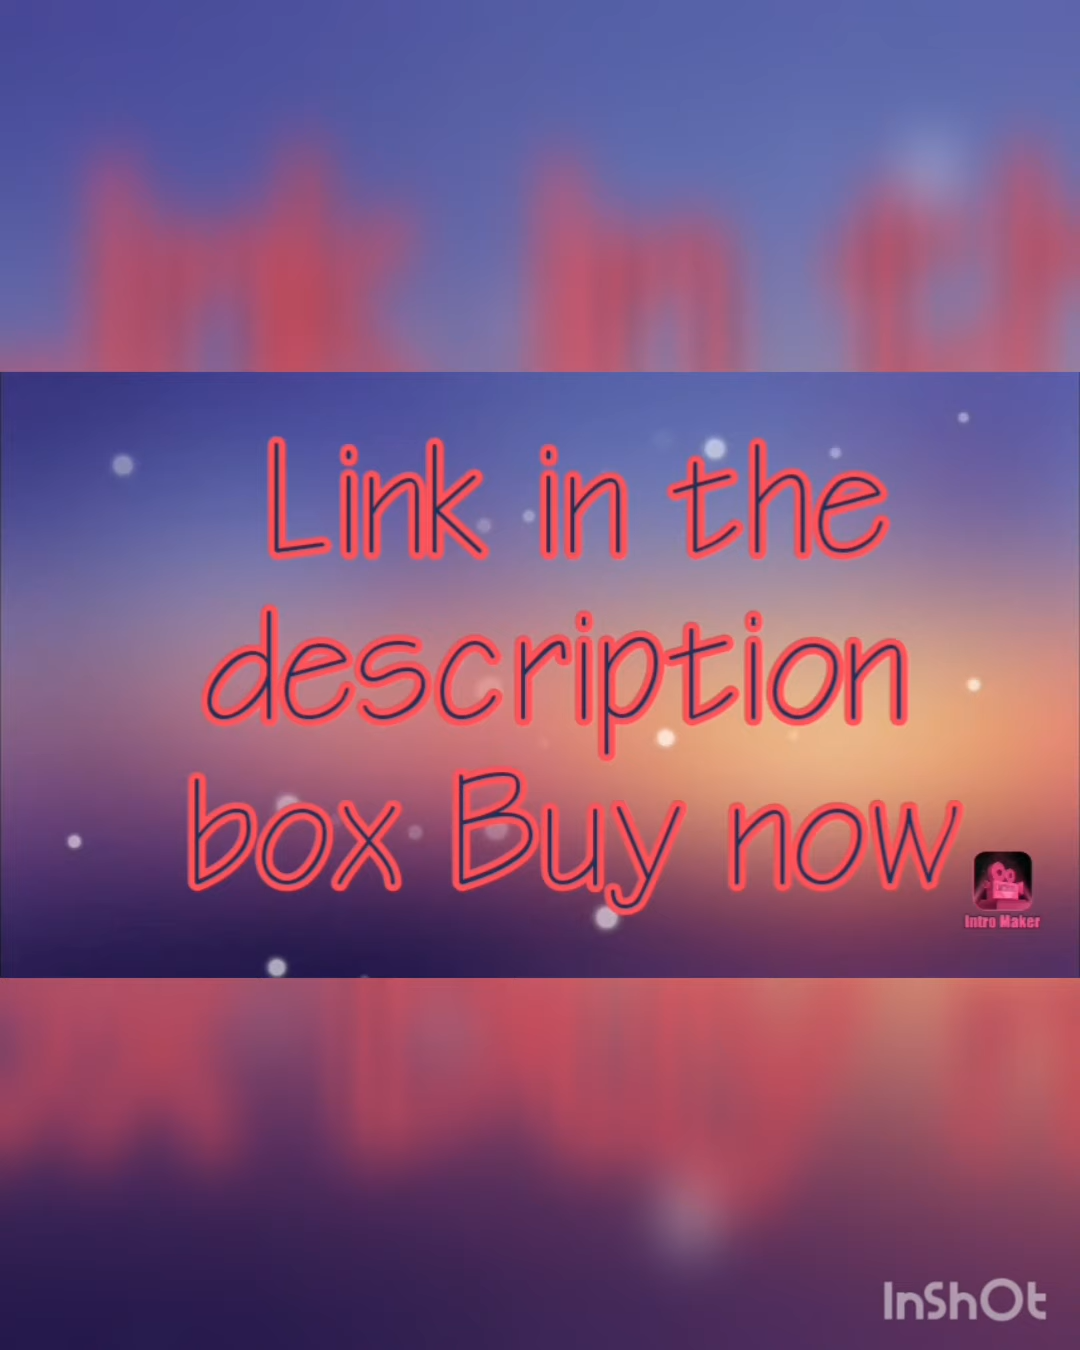 Link in the
description
box Buy now
Intro Maker
InShOt